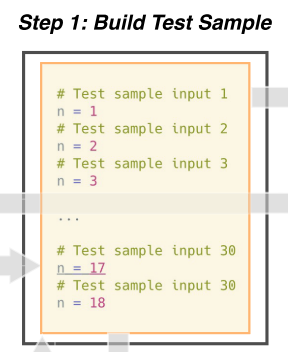 Step 1: Build Test Sample
# Test sample input 1
n = 1
# Test sample input 2
n = 2
# Test sample input 3
n = 3
...
# Test sample input 30
n = 17
# Test sample input 30
n = 18